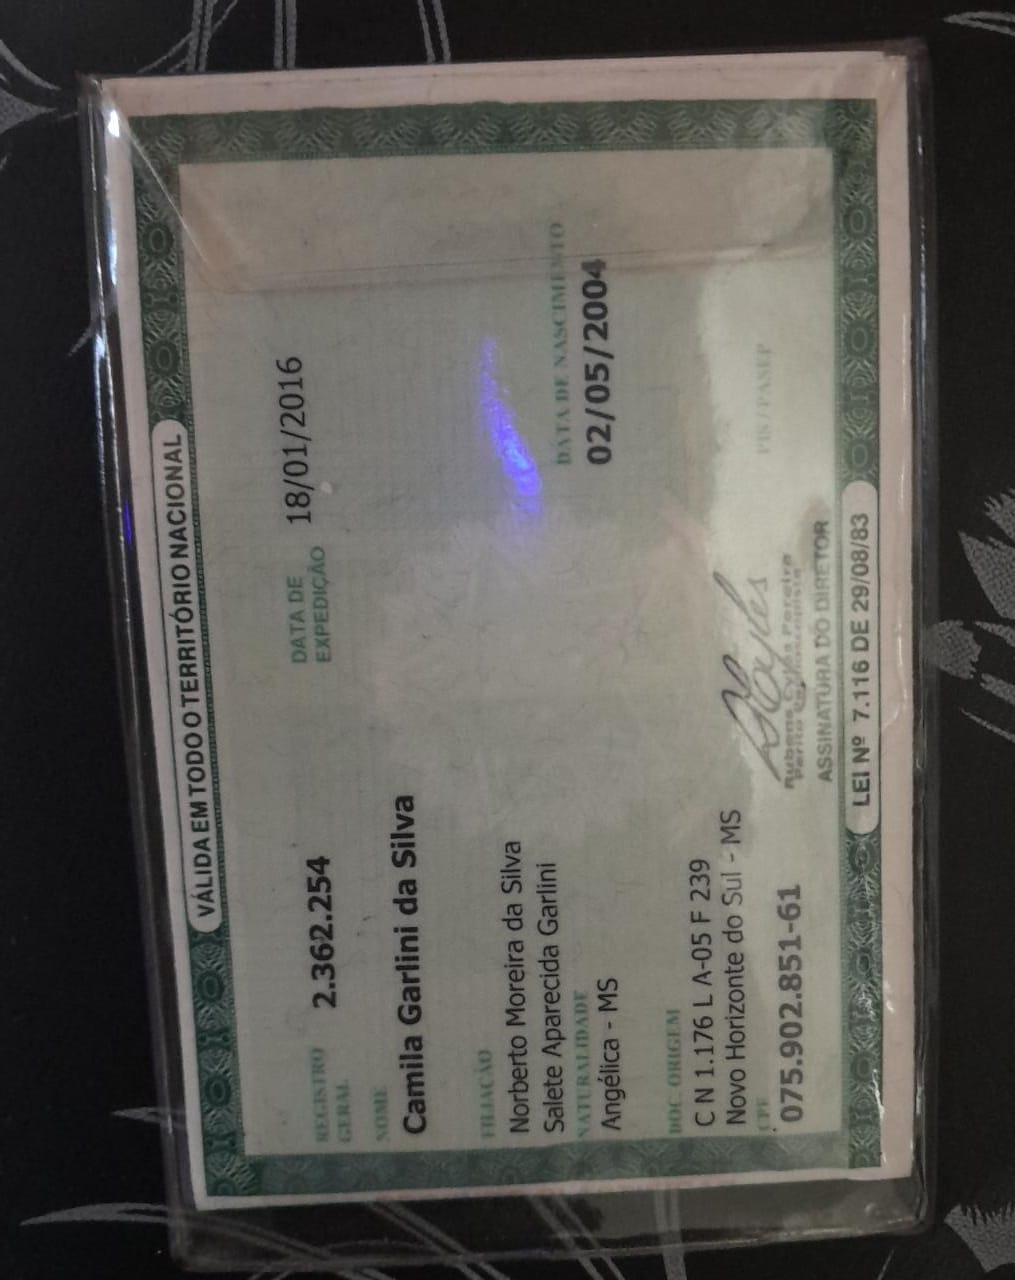 VÁLIDA EM TODO O TERRITÓRIO NACIONAL
REGISTRO GERAL 2.362.254 DATA DE EXPEDIÇÃO 18/01/2016
NOME
Camila Garlini da Silva
FILIAÇÃO
Norberto Moreira da Silva
Salete Aparecida Garlini
NATURALIDADE DATA DE NASCIMENTO
Angélica - MS 02/05/2004
DOC ORIGEM
C N 1.176 L A-05 F 239
Novo Horizonte do Sul - MS
CPF PIS / PASEP
075.902.851-61
Pereira
ASSINATURA DO DIRETOR
LEI Nº 7.116 DE 29/08/83